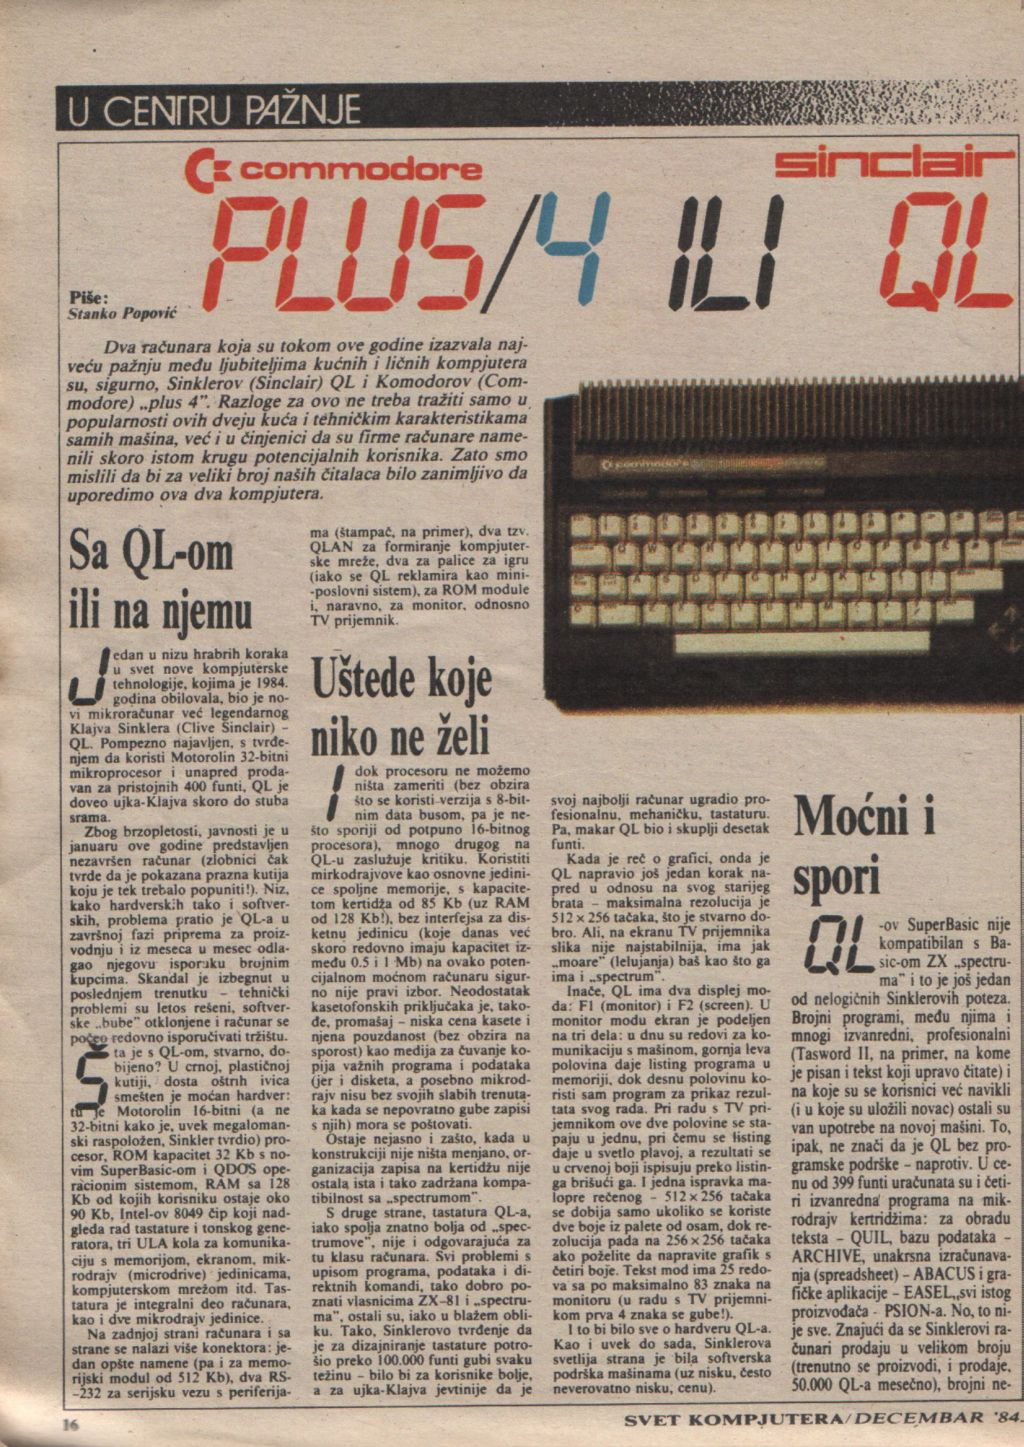 U CENTRU PAŽNJE
commodore
sinclair
PLUS/4 ILI QL
Piše:
Stanko Popović
Dva računara koja su tokom ove godine izazvala naj-
veću pažnju među ljubiteljima kućnih i ličnih kompjutera
su, sigurno, Sinklerov (Sinclair) QL i Komodorov (Com-
modore) „plus 4". Razloge za ovo ne treba tražiti samo u
popularnosti ovih dveju kuća i tehničkim karakteristikama
samih mašina, već i u činjenici da su firme računare name-
nili skoro istom krugu potencijalnih korisnika. Zato smo
mislili da bi za veliki broj naših čitalaca bilo zanimljivo da
uporedimo ova dva kompjutera.
commodore
Sa QL-om
ili na njemu
Jedan u nizu hrabrih koraka
u svet nove kompjuterske
tehnologije, kojima je 1984.
godina obilovala, bio je no-
vi mikroračunar već legendarnog
Klajva Sinklera (Clive Sinclair) –
QL. Pompezno najavljen, s tvrđe-
njem da koristi Motorolin 32-bitni
mikroprocesor i unapred proda-
van za pristojnih 400 funti, QL je
doveo ujka-Klajva skoro do stuba
srama.
Zbog brzopletosti, javnosti je u
januaru ove godine predstavljen
nezavršen računar (zlobnici čak
tvrde da je pokazana prazna kutija
koju je tek trebalo popuniti!). Niz,
kako hardverskih tako i softver-
skih, problema pratio je QL-a u
završnoj fazi priprema za proiz-
vodnju i iz meseca u mesec odla-
gao njegovu isporuku brojnim
kupcima. Skandal je izbegnut u
poslednjem trenutku – tehnički
problemi su letos rešeni, softver-
ske „bube" otklonjene i računar se
počeo redovno isporučivati tržištu.
Šta je s QL-om, stvarno, do-
bijeno? U crnoj, plastičnoj
kutiji, dosta oštrih ivica
smešten je moćan hardver:
tu je Motorolin 16-bitni (a ne
32-bitni kako je, uvek megaloman-
ski raspoložen, Sinkler tvrdio) pro-
cesor, ROM kapacitet 32 Kb s no-
vim SuperBasic-om i QDOS ope-
racionim sistemom, RAM sa 128
Kb od kojih korisniku ostaje oko
90 Kb, Intel-ov 8049 čip koji nad-
gleda rad tastature i tonskog gene-
ratora, tri ULA kola za komunika-
ciju s memorijom, ekranom, mik-
rodrajv (microdrive) jedinicama,
kompjuterskom mrežom itd. Tas-
tatura je integralni deo računara,
kao i dve mikrodrajv jedinice.
Na zadnjoj strani računara i sa
strane se nalazi više konektora: je-
dan opšte namene (pa i za memo-
rijski modul od 512 Kb), dva RS-
-232 za serijsku vezu s periferija-
ma (štampač, na primer), dva tzv.
QLAN za formiranje kompjuter-
ske mreže, dva za palice za igru
(iako se QL reklamira kao mini-
-poslovni sistem), za ROM module
i, naravno, za monitor, odnosno
TV prijemnik.
Uštede koje
niko ne želi
I dok procesoru ne možemo
ništa zameriti (bez obzira
što se koristi verzija s 8-bit-
nim data busom, pa je ne-
što sporiji od potpuno 16-bitnog
procesora), mnogo drugog na
QL-u zaslužuje kritiku. Koristiti
mirkodrajvove kao osnovne jedini-
ce spoljne memorije, s kapacite-
tom kertidža od 85 Kb (uz RAM
od 128 Kb!), bez interfejsa za dis-
ketnu jedinicu (koje danas već
skoro redovno imaju kapacitet iz-
među 0.5 i 1 Mb) na ovako poten-
cijalnom moćnom računaru sigur-
no nije pravi izbor. Neodostatak
kasetofonskih priključaka je, tako-
đe, promašaj – niska cena kasete i
njena pouzdanost (bez obzira na
sporost) kao medija za čuvanje ko-
pija važnih programa i podataka
(jer i disketa, a posebno mikrod-
rajv nisu bez svojih slabih trenuta-
ka kada se nepovratno gube zapisi
s njih) mora se poštovati.
Ostaje nejasno i zašto, kada u
konstrukciji nije ništa menjano, or-
ganizacija zapisa na kertidžu nije
ostala ista i tako zadržana kompa-
tibilnost sa „spectrumom".
S druge strane, tastatura QL-a,
iako spolja znatno bolja od „spec-
trumove", nije i odgovarajuća za
tu klasu računara. Svi problemi s
upisom programa, podataka i di-
rektnih komandi, tako dobro po-
znati vlasnicima ZX-81 i „spectru-
ma", ostali su, iako u blažem obli-
ku. Tako, Sinklerovo tvrđenje da
je za dizajniranje tastature potro-
šio preko 100.000 funti gubi svaku
težinu – bilo bi za korisnike bolje,
a za ujka-Klajva jevtinije da je
svoj najbolji računar ugradio pro-
fesionalnu, mehaničku, tastaturu.
Pa, makar QL bio i skuplji desetak
funti.
Kada je reč o grafici, onda je
QL napravio još jedan korak na-
pred u odnosu na svog starijeg
brata – maksimalna rezolucija je
512 × 256 tačaka, što je stvarno do-
bro. Ali, na ekranu TV prijemnika
slika nije najstabilnija, ima jak
„moare" (lelujanja) baš kao što ga
ima i „spectrum".
Inače, QL ima dva displej mo-
da: F1 (monitor) i F2 (screen). U
monitor modu ekran je podeljen
na tri dela: u dnu su redovi za ko-
munikaciju s mašinom, gornja leva
polovina daje listing programa u
memoriji, dok desnu polovinu ko-
risti sam program za prikaz rezul-
tata svog rada. Pri radu s TV pri-
jemnikom ove dve polovine se sta-
paju u jednu, pri čemu se listing
daje u svetlo plavoj, a rezultati se
u crvenoj boji ispisuju preko listin-
ga brišući ga. I jedna ispravka ma-
lopre rečenog – 512 × 256 tačaka
se dobija samo ukoliko se koriste
dve boje iz palete od osam, dok re-
zolucija pada na 256 × 256 tačaka
ako poželite da napravite grafik s
četiri boje. Tekst mod ima 25 redo-
va sa po maksimalno 83 znaka na
monitoru (u radu s TV prijemni-
kom prva 4 znaka se gube!).
I to bi bilo sve o hardveru QL-a.
Kao i uvek do sada, Sinklerova
svetlija strana je bila softverska
podrška mašinama (uz nisku, često
neverovatno nisku, cenu).
Moćni i
spori
QL-ov SuperBasic nije
kompatibilan s Ba-
sic-om ZX „spectru-
ma" i to je još jedan
od nelogičnih Sinklerovih poteza.
Brojni programi, među njima i
mnogi izvanredni, profesionalni
(Tasword II, na primer, na kome
je pisan i tekst koji upravo čitate) i
na koje su se korisnici već navikli
(i u koje su uložili novac) ostali su
van upotrebe na novoj mašini. To,
ipak, ne znači da je QL bez pro-
gramske podrške – naprotiv. U ce-
nu od 399 funti uračunata su i četi-
ri izvanredna programa na mik-
rodrajv kertridžima: za obradu
teksta – QUIL, bazu podataka –
ARCHIVE, unakrsna izračunava-
nja (spreadsheet) – ABACUS i gra-
fičke aplikacije – EASEL„svi istog
proizvođača - PSION-a. No, to ni-
je sve. Znajući da se Sinklerovi ra-
čunari prodaju u velikom broju
(trenutno se proizvodi, i prodaje,
50.000 QL-a mesečno), brojni ne-
16
SVET KOMPJUTERA/DECEMBAR '84.